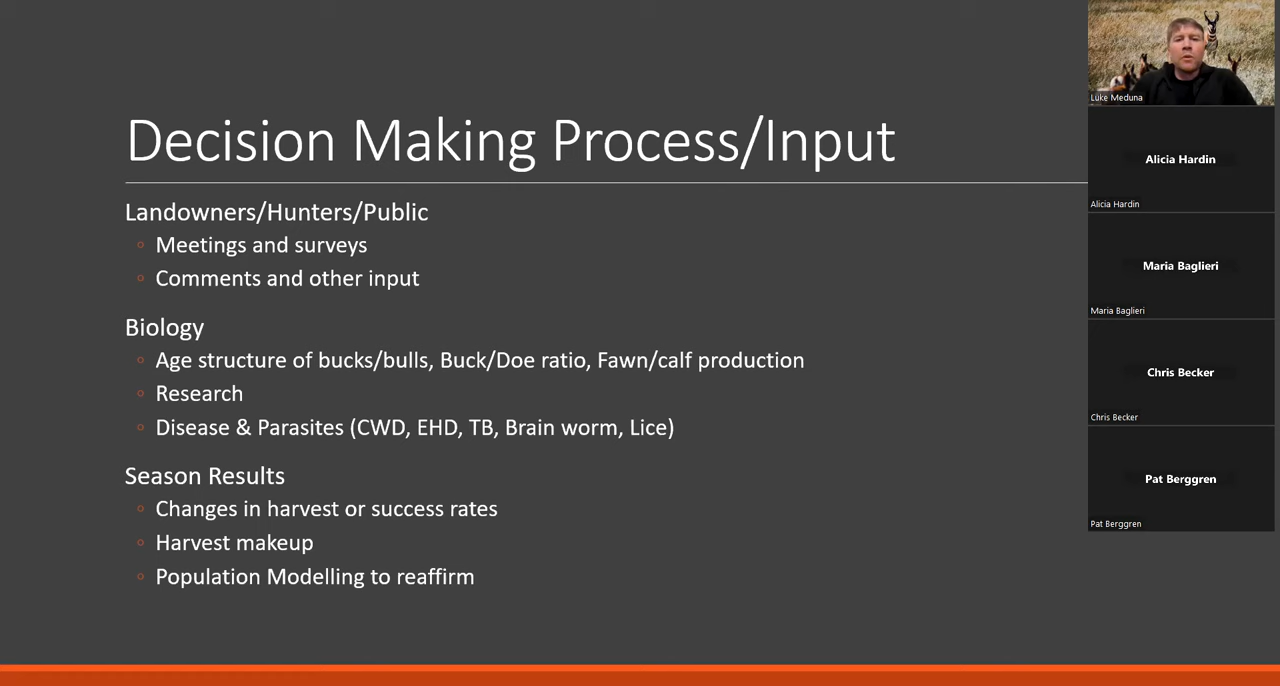 Decision Making Process/Input
Landowners/Hunters/Public
Meetings and surveys
Comments and other input
Biology
Age structure of bucks/bulls, Buck/Doe ratio, Fawn/calf production
Research
Disease & Parasites (CWD, EHD, TB, Brain worm, Lice)
Season Results
Changes in harvest or success rates
Harvest makeup
Population Modelling to reaffirm
Luke Meduna
Alicia Hardin
Alicia Hardin
Maria Baglieri
Maria Baglieri
Chris Becker
Chris Becker
Pat Berggren
Pat Berggren